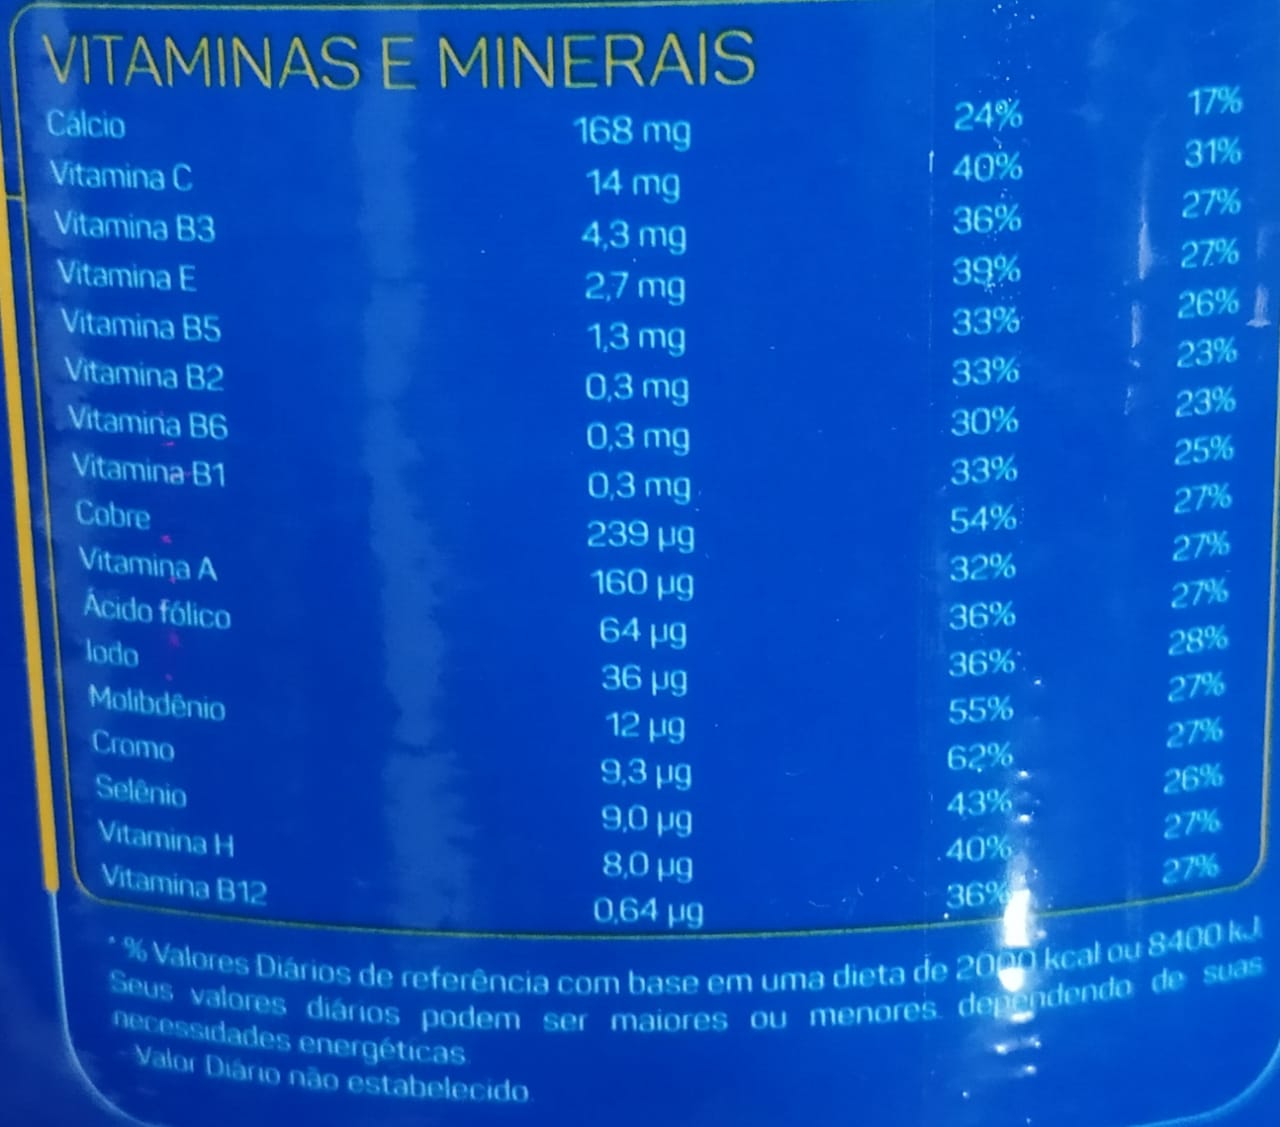 VITAMINAS E MINERAIS
Cálcio 168 mg 24% 17%
Vitamina C 14 mg 40% 31%
Vitamina B3 4,3 mg 36% 27%
Vitamina E 2,7 mg 39% 27%
Vitamina B5 1,3 mg 33% 26%
Vitamina B2 0,3 mg 33% 23%
Vitamina B6 0,3 mg 30% 23%
Vitamina B1 0,3 mg 33% 25%
Cobre 239 µg 54% 27%
Vitamina A 160 µg 32% 27%
Ácido fólico 64 µg 36% 27%
Iodo 36 µg 36% 28%
Molibdênio 12 µg 55% 27%
Cromo 9,3 µg 62% 27%
Selênio 9,0 µg 43% 26%
Vitamina H 8,0 µg 40% 27%
Vitamina B12 0,64 µg 36% 27%
* % Valores Diários de referência com base em uma dieta de 2000 kcal ou 8400 kJ.
Seus valores diários podem ser maiores ou menores dependendo de suas
necessidades energéticas.
Valor Diário não estabelecido.